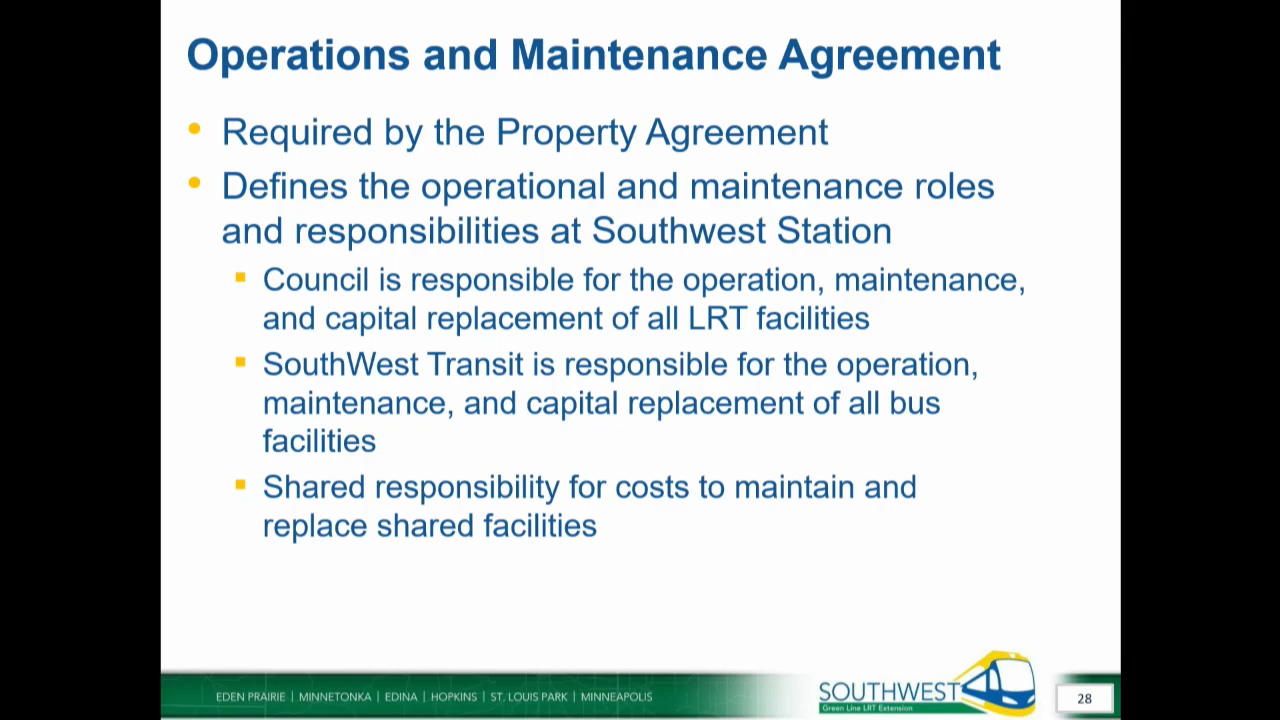 Operations and Maintenance Agreement
• Required by the Property Agreement
• Defines the operational and maintenance roles
and responsibilities at Southwest Station
▪ Council is responsible for the operation, maintenance,
and capital replacement of all LRT facilities
▪ SouthWest Transit is responsible for the operation,
maintenance, and capital replacement of all bus
facilities
▪ Shared responsibility for costs to maintain and
replace shared facilities
EDEN PRAIRIE | MINNETONKA | EDINA | HOPKINS | ST. LOUIS PARK | MINNEAPOLIS
SOUTHWEST
Green Line LRT Extension
28